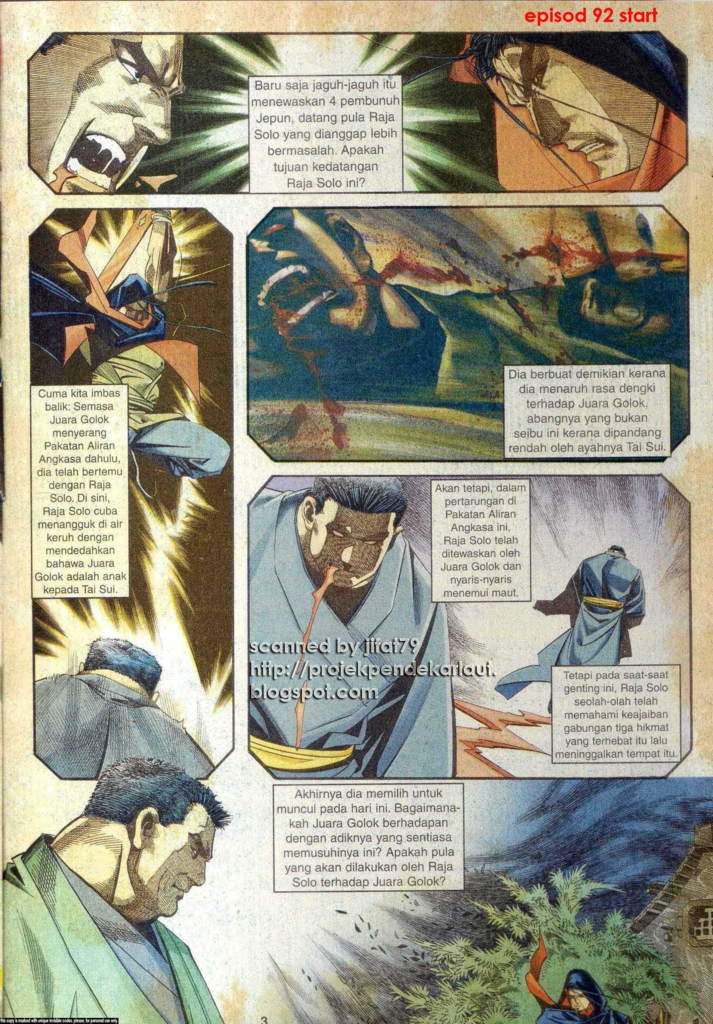 episod 92 start
Baru saja jaguh-jaguh itu
menewaskan 4 pembunuh
Jepun, datang pula Raja
Solo yang dianggap lebih
bermasalah. Apakah
tujuan kedatangan
Raja Solo ini?
Dia berbuat demikian kerana
dia menaruh rasa dengki
terhadap Juara Golok,
abangnya yang bukan
seibu ini kerana dipandang
rendah oleh ayahnya Tai Sui.
Cuma kita imbas
balik: Semasa
Juara Golok
menyerang
Pakatan Aliran
Angkasa dahulu,
dia telah bertemu
dengan Raja
Solo. Di sini,
Raja Solo cuba
menangguk di air
keruh dengan
mendedahkan
bahawa Juara
Golok adalah anak
kepada Tai Sui.
Akan tetapi, dalam
pertarungan di
Pakatan Aliran
Angkasa ini,
Raja Solo telah
ditewaskan oleh
Juara Golok dan
nyaris-nyaris
menemui maut.
scanned by jifat79
http://projekpendekarlaut.
blogspot.com
Tetapi pada saat-saat
genting ini, Raja Solo
seolah-olah telah
memahami keajaiban
gabungan tiga hikmat
yang terhebat itu lalu
meninggalkan tempat itu.
Akhirnya dia memilih untuk
muncul pada hari ini. Bagaimana-
kah Juara Golok berhadapan
dengan adiknya yang sentiasa
memusuhinya ini? Apakah pula
yang akan dilakukan oleh Raja
Solo terhadap Juara Golok?
3